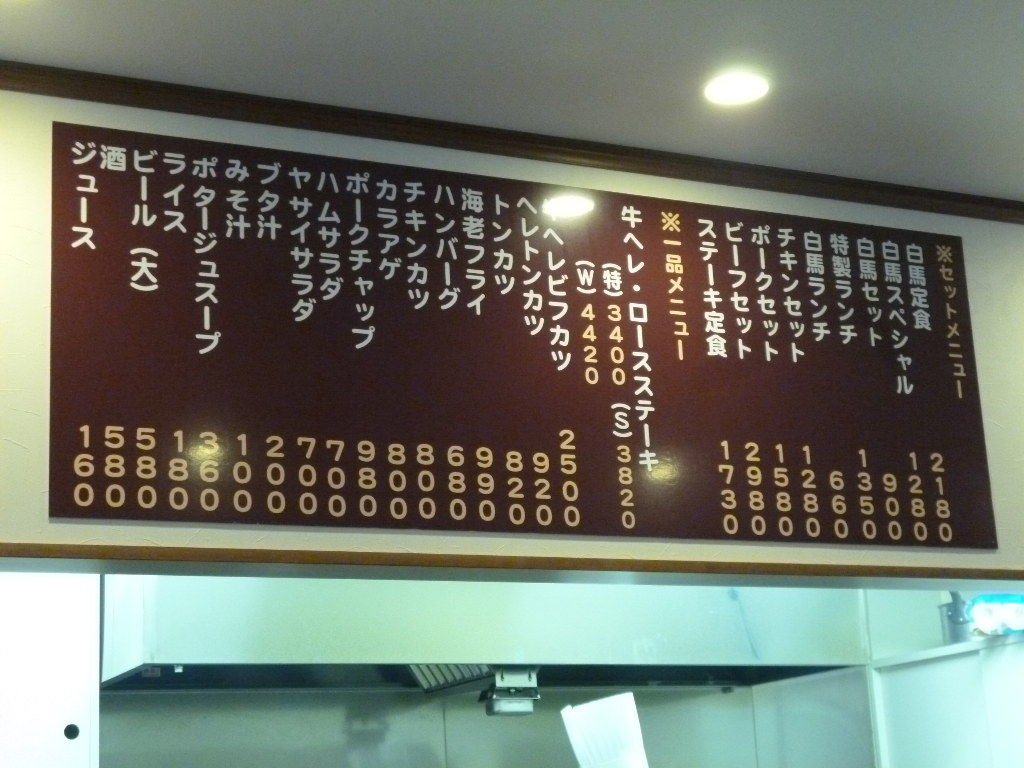 ※セットメニュー
白馬定食 2180
白馬スペシャル 1280
白馬セット 900
特製ランチ 1350
白馬ランチ 660
チキンセット 1280
ポークセット 1580
ビーフセット 2980
ステーキ定食 1730
※一品メニュー
牛ヘレ・ロースステーキ
(特)3400 (S)3820
(W)4420
牛ヘレビフカツ 2500
ヘレトンカツ 920
トンカツ 820
海老フライ 990
ハンバーグ 680
チキンカツ 800
カラアゲ 800
ポークチャップ 980
ハムサラダ 700
ヤサイサラダ 700
ブタ汁 200
みそ汁 100
ポタージュスープ 360
ライス 180
ビール(大) 580
酒 580
ジュース 160